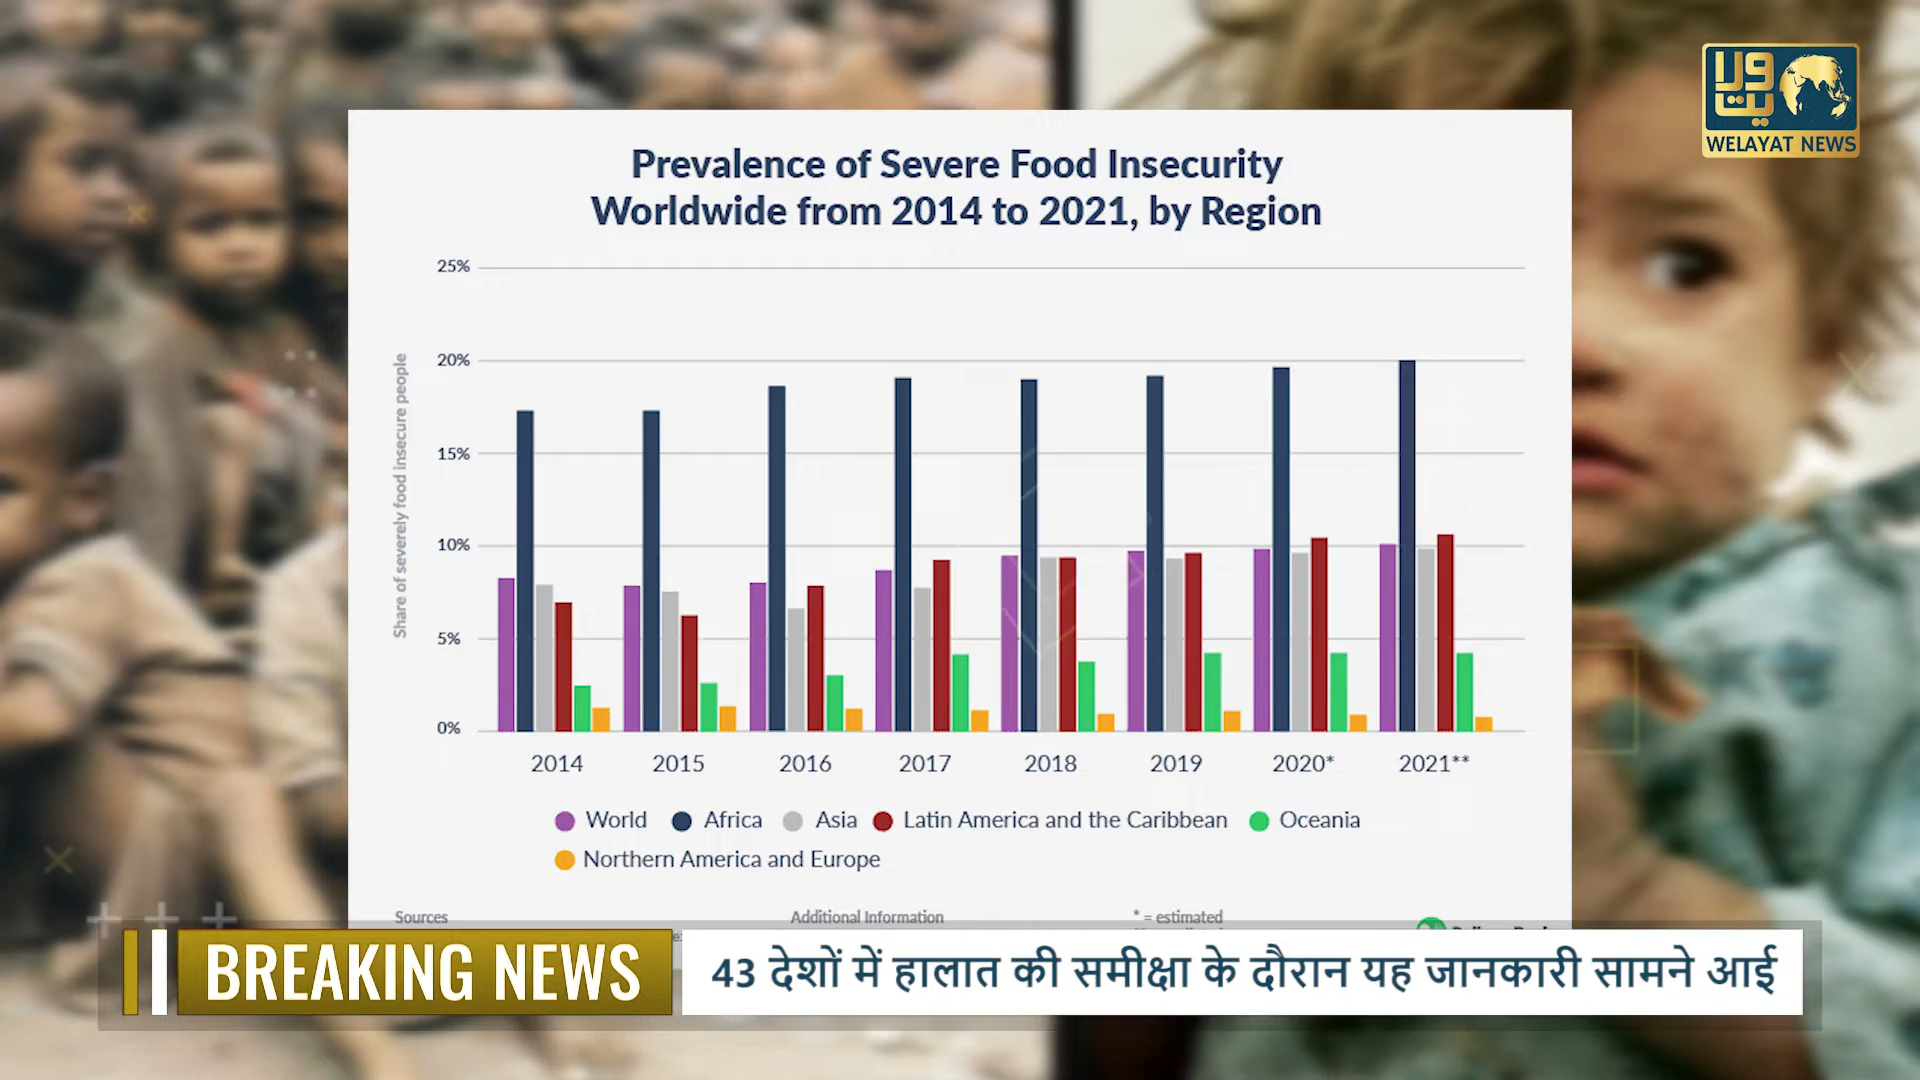 ولایت
WELAYAT NEWS
Prevalence of Severe Food Insecurity
Worldwide from 2014 to 2021, by Region
Share of severely food insecure people
25%
20%
15%
10%
5%
0%
2014 2015 2016 2017 2018 2019 2020* 2021**
World Africa Asia Latin America and the Caribbean Oceania
Northern America and Europe
Sources Additional Information * = estimated
BREAKING NEWS
43 देशों में हालात की समीक्षा के दौरान यह जानकारी सामने आई